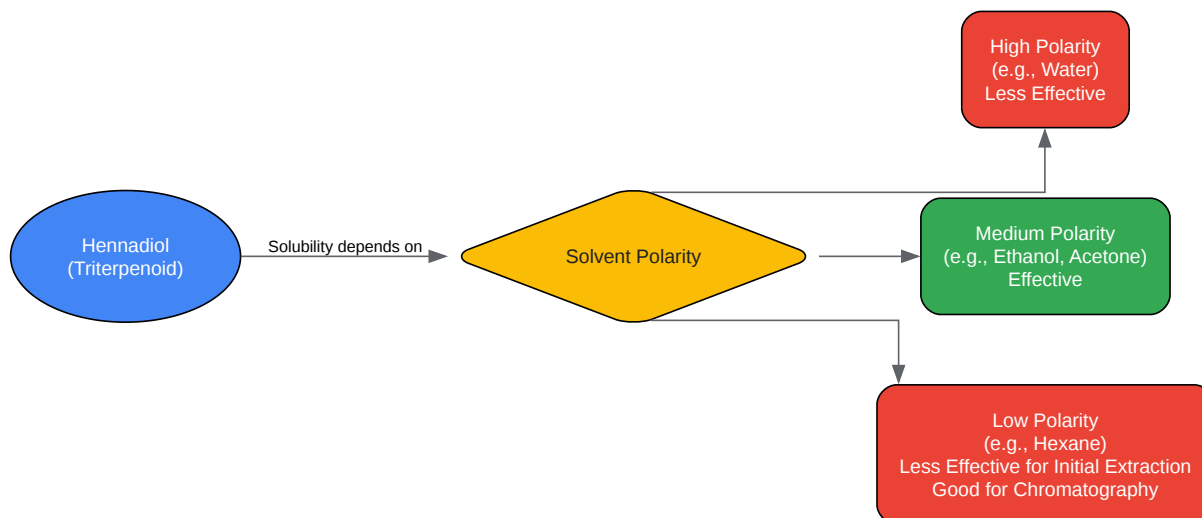 High Polarity
(e.g., Water)
Less Effective
Hennadiol
(Triterpenoid)
Solubility depends on
Solvent Polarity
Medium Polarity
(e.g., Ethanol, Acetone)
Effective
Low Polarity
(e.g., Hexane)
Less Effective for Initial Extraction
Good for Chromatography